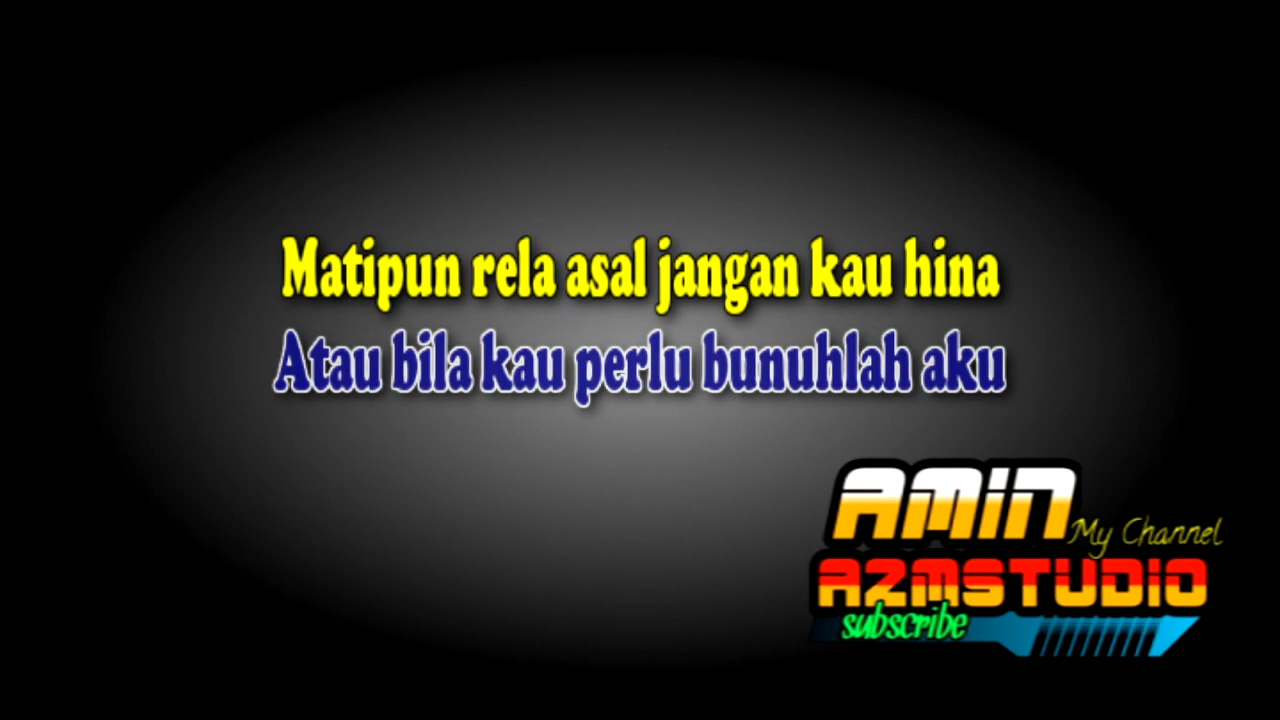 Matipun rela asal jangan kau hina
Atau bila kau perlu bunuhlah aku
AMIN My Channel
AZMSTUDIO
subscribe